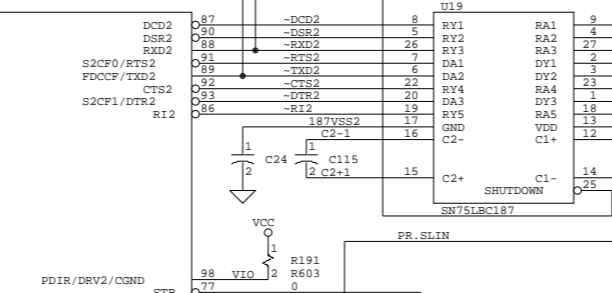 U19
DCD2 87 ~DCD2 8 RY1 RA1 9
DSR2 90 ~DSR2 5 RY2 RA2 4
RXD2 88 ~RXD2 26 RY3 RA3 27
S2CF0/RTS2 91 ~RTS2 7 DA1 DY1 2
FDCCF/TXD2 89 ~TXD2 6 DA2 DY2 3
CTS2 92 ~CTS2 22 RY4 RA4 23
S2CF1/DTR2 93 ~DTR2 20 DA3 DY3 1
RI2 86 ~RI2 19 RY5 RA5 18
187VSS2 17 GND VDD 13
C2-1 16 C2- C1+ 12
1 C24 1 C115
2 2 C2+1 15 C2+ C1- 14
SHUTDOWN 25
SN75LBC187
VCC
PR.SLIN
1
R191
PDIR/DRV2/CGND 98 VIO 2 R603
77 0